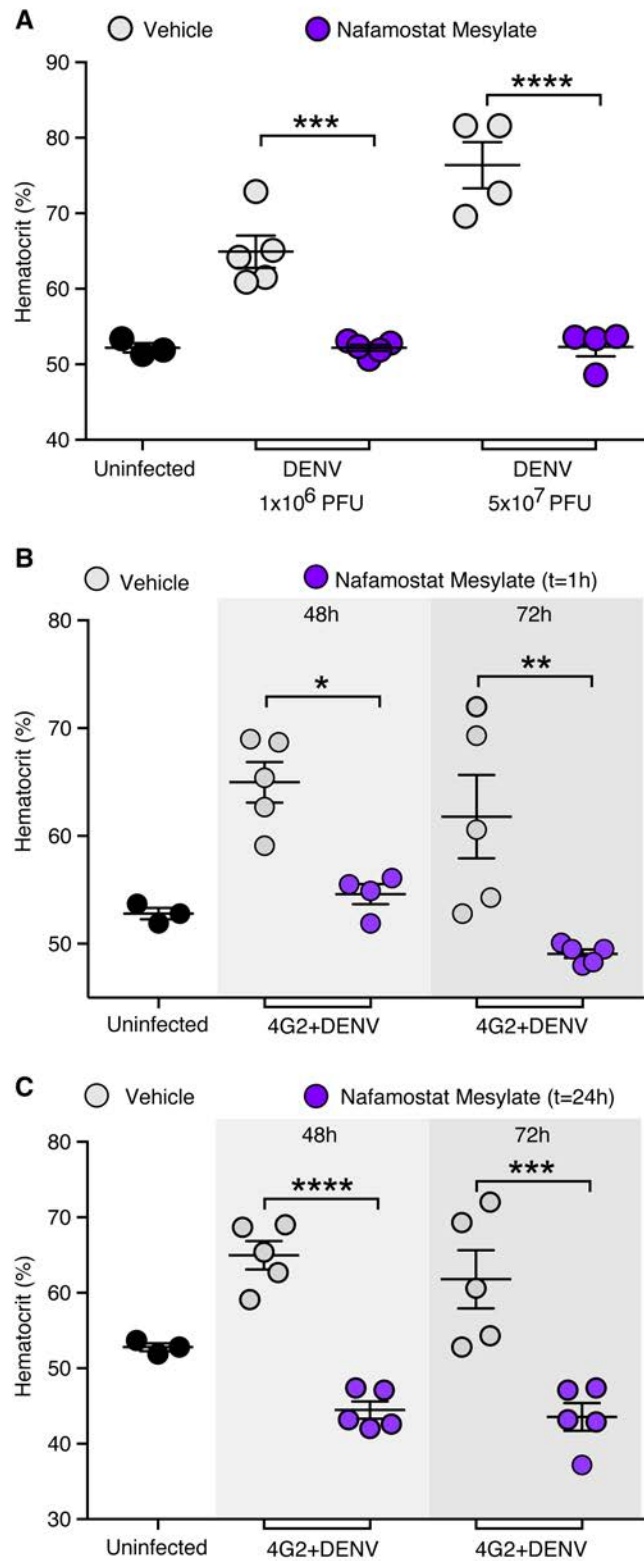 A
Vehicle
Nafamostat Mesylate
Hematocrit (%)
90
80
70
60
50
40
***
****
Uninfected
DENV
1x10⁶ PFU
DENV
5x10⁷ PFU
B
Vehicle
Nafamostat Mesylate (t=1h)
Hematocrit (%)
80
70
60
50
48h
72h
*
**
Uninfected
4G2+DENV
4G2+DENV
C
Vehicle
Nafamostat Mesylate (t=24h)
Hematocrit (%)
80
70
60
50
40
30
48h
72h
****
***
Uninfected
4G2+DENV
4G2+DENV